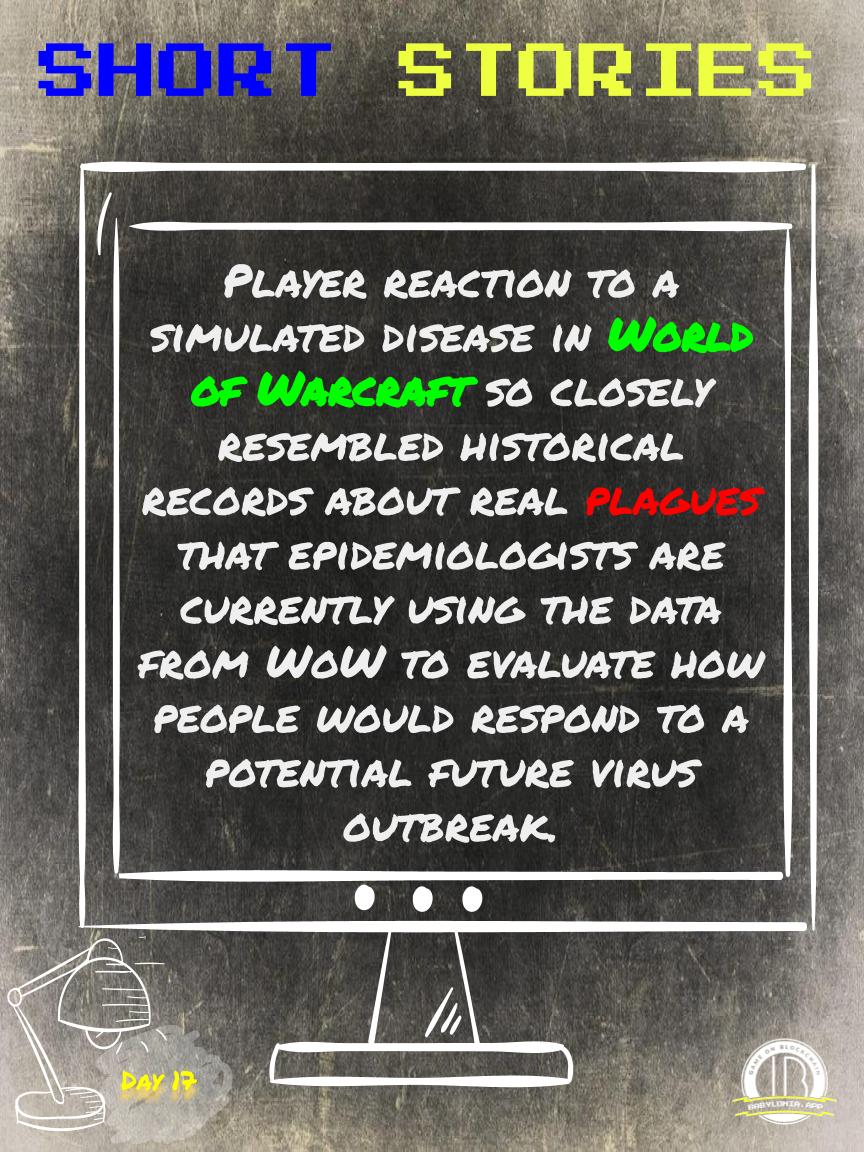 SHORT STORIES
Player reaction to a
simulated disease in World
of Warcraft so closely
resembled historical
records about real plagues
that epidemiologists are
currently using the data
from WoW to evaluate how
people would respond to a
potential future virus
outbreak.
Day 17
GAME ON BLOCKCHAIN
BABYLONIA.APP